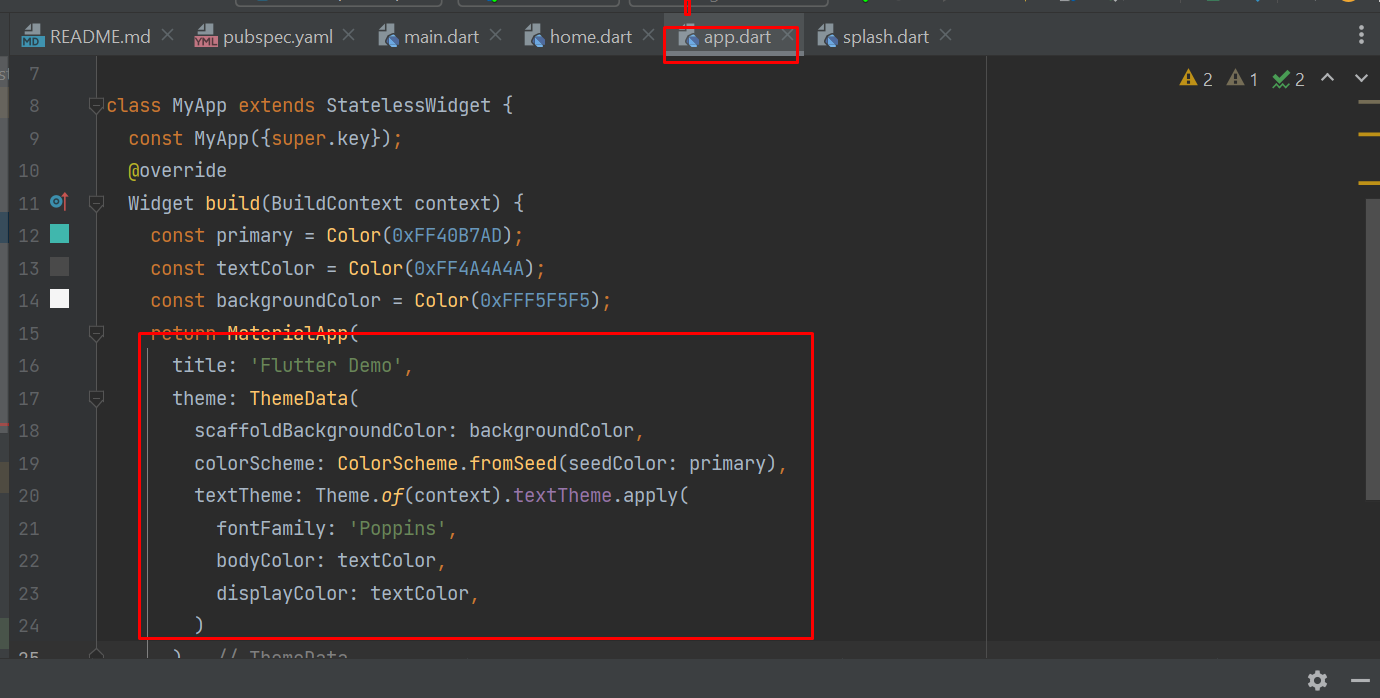 README.md pubspec.yaml main.dart home.dart app.dart splash.dart
2 1 2
7
8 class MyApp extends StatelessWidget {
9 const MyApp({super.key});
10 @override
11 Widget build(BuildContext context) {
12 const primary = Color(0xFF40B7AD);
13 const textColor = Color(0xFF4A4A4A);
14 const backgroundColor = Color(0xFFF5F5F5);
15 return MaterialApp(
16 title: 'Flutter Demo',
17 theme: ThemeData(
18 scaffoldBackgroundColor: backgroundColor,
19 colorScheme: ColorScheme.fromSeed(seedColor: primary),
20 textTheme: Theme.of(context).textTheme.apply(
21 fontFamily: 'Poppins',
22 bodyColor: textColor,
23 displayColor: textColor,
24 )
25 ) // ThemeData